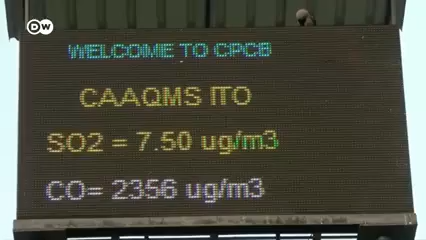 DW
WELCOME TO CPCB
CAAQMS ITO
SO2 = 7.50 ug/m3
CO= 2356 ug/m3